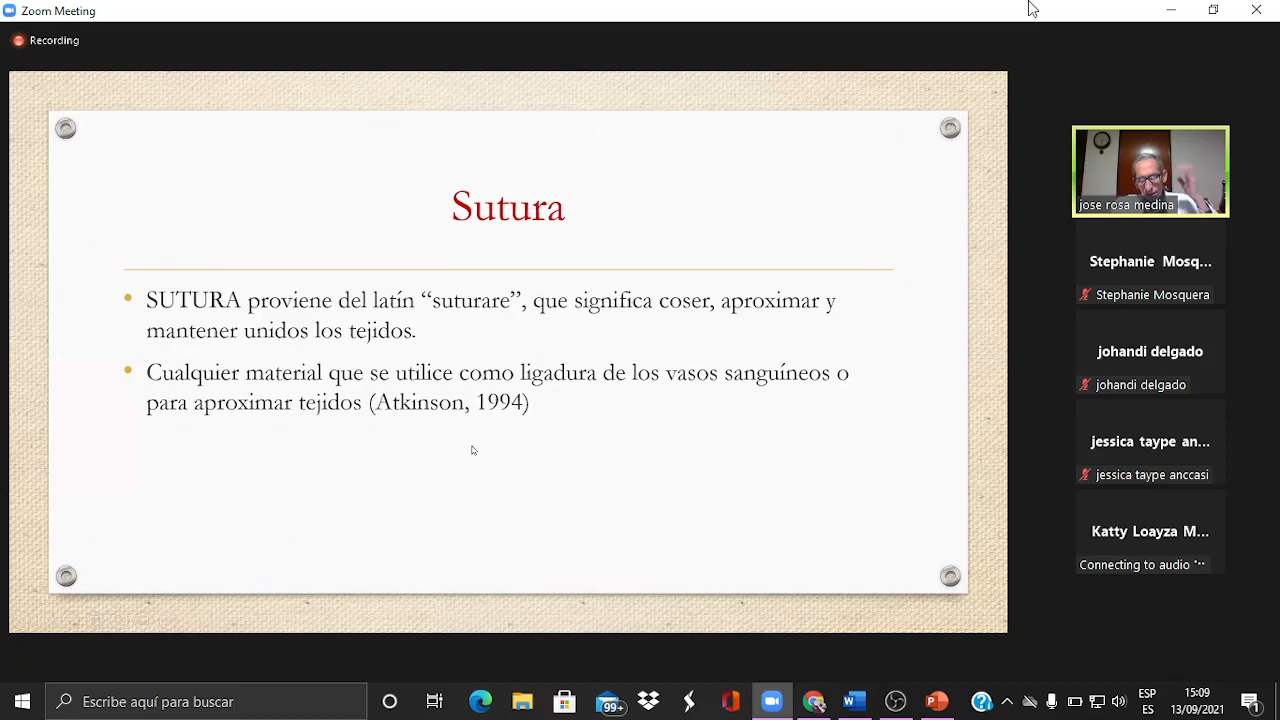 Zoom Meeting
Recording
Sutura
SUTURA proviene del latín “suturare”, que significa coser, aproximar y
mantener unidos los tejidos.
Cualquier material que se utilice como ligadura de los vasos sanguíneos o
para aproximar tejidos (Atkinson, 1994)
jose rosa medina
Stephanie Mosq...
Stephanie Mosquera
johandi delgado
johandi delgado
jessica taype an...
jessica taype anccasi
Katty Loayza M...
Connecting to audio
Escribe aquí para buscar
99+
ESP
ES
15:09
13/09/2021
1